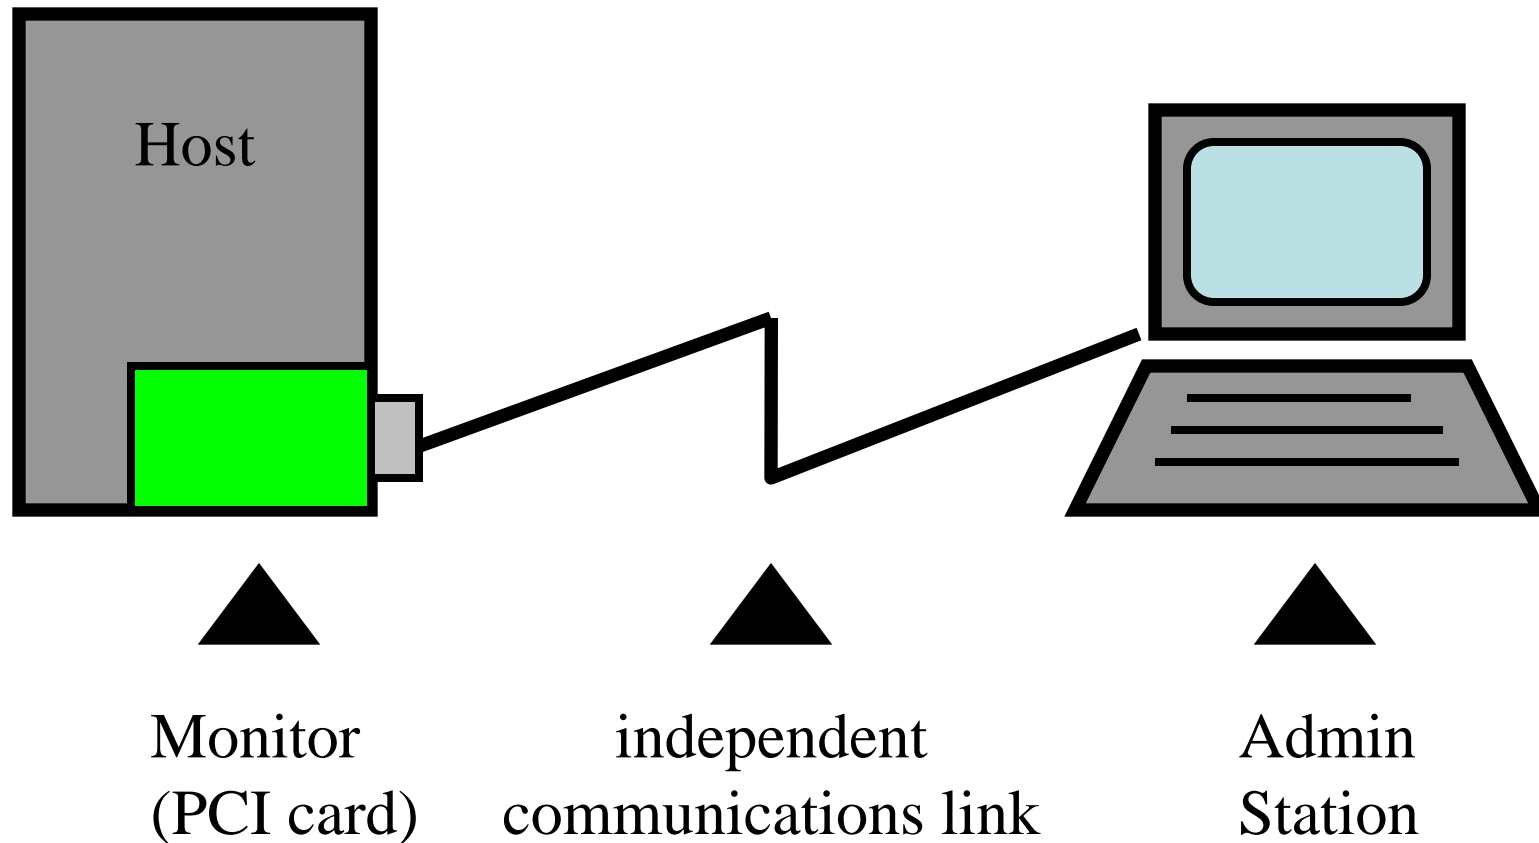 Host
Monitor
(PCI card)
independent
communications link
Admin
Station